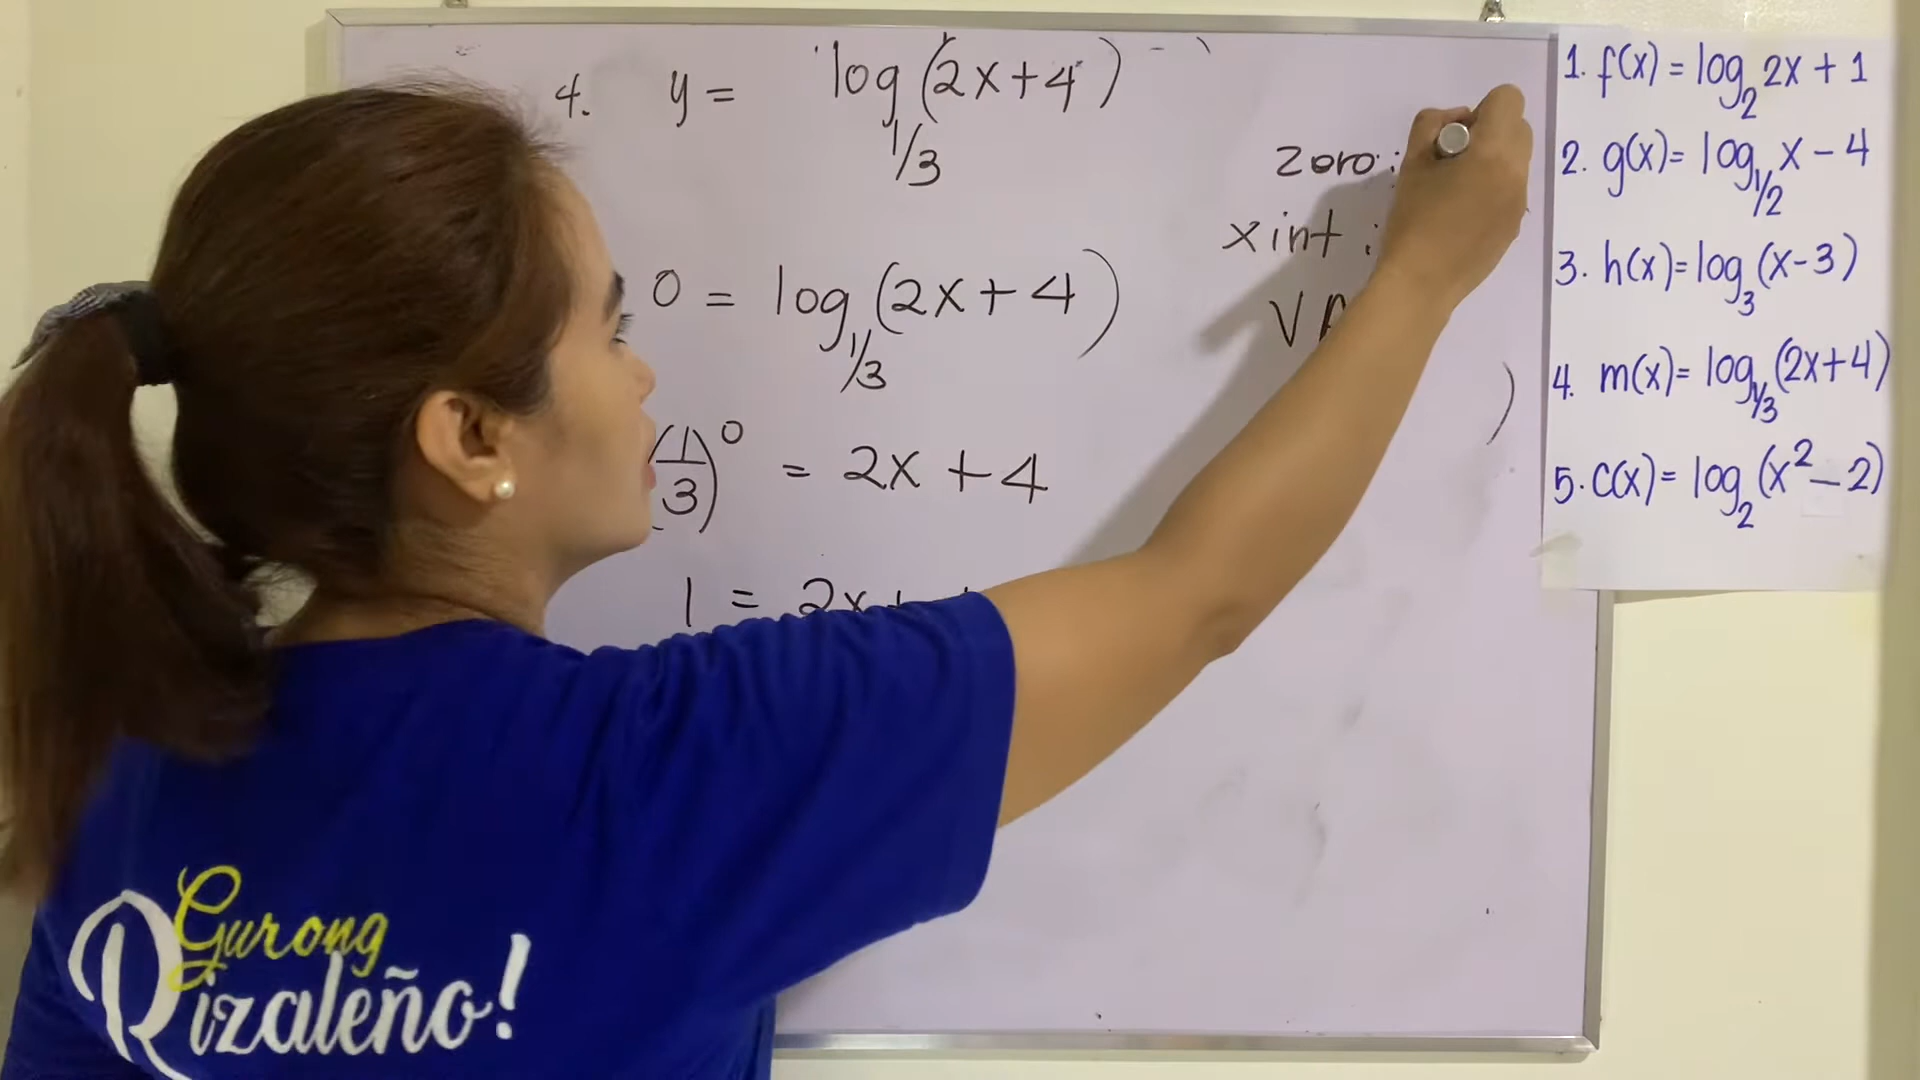 4. y = log1/3(2x+4)
zero:
x int :
0 = log1/3(2x+4)
(1/3)^0 = 2x + 4
1 = 2x +
1. f(x) = log2 2x + 1
2. g(x) = log1/2 x - 4
3. h(x) = log3(x-3)
4. m(x) = log1/3(2x+4)
5. c(x) = log2(x²-2)
Gurong
Rizaleño!